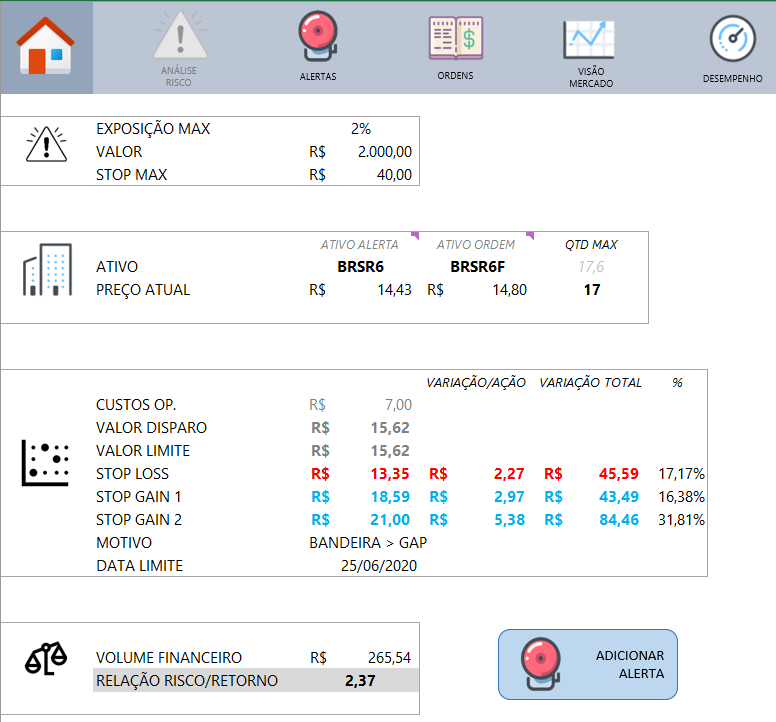 ANÁLISE
RISCO
ALERTAS
ORDENS
VISÃO
MERCADO
DESEMPENHO
EXPOSIÇÃO MAX 2%
VALOR R$ 2.000,00
STOP MAX R$ 40,00
ATIVO ALERTA ATIVO ORDEM QTD MAX
ATIVO BRSR6 BRSR6F 17,6
PREÇO ATUAL R$ 14,43 R$ 14,80 17
VARIAÇÃO/AÇÃO VARIAÇÃO TOTAL %
CUSTOS OP. R$ 7,00
VALOR DISPARO R$ 15,62
VALOR LIMITE R$ 15,62
STOP LOSS R$ 13,35 R$ 2,27 R$ 45,59 17,17%
STOP GAIN 1 R$ 18,59 R$ 2,97 R$ 43,49 16,38%
STOP GAIN 2 R$ 21,00 R$ 5,38 R$ 84,46 31,81%
MOTIVO BANDEIRA > GAP
DATA LIMITE 25/06/2020
VOLUME FINANCEIRO R$ 265,54
RELAÇÃO RISCO/RETORNO 2,37
ADICIONAR
ALERTA